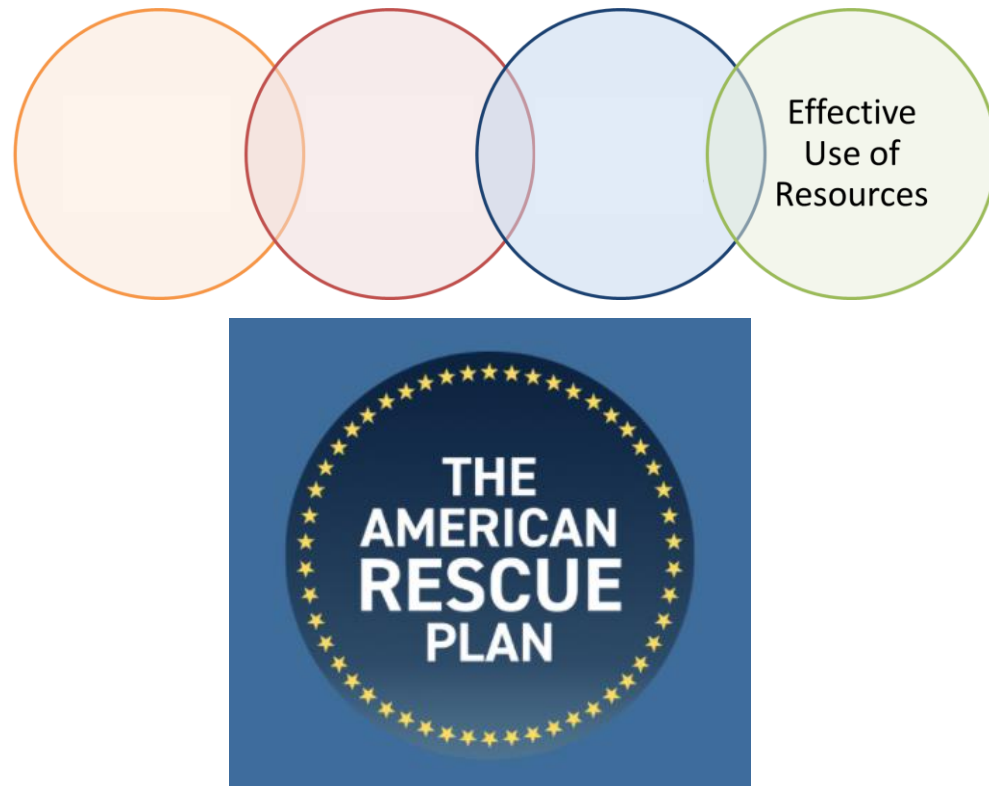 Effective
Use of
Resources
THE
AMERICAN
RESCUE
PLAN